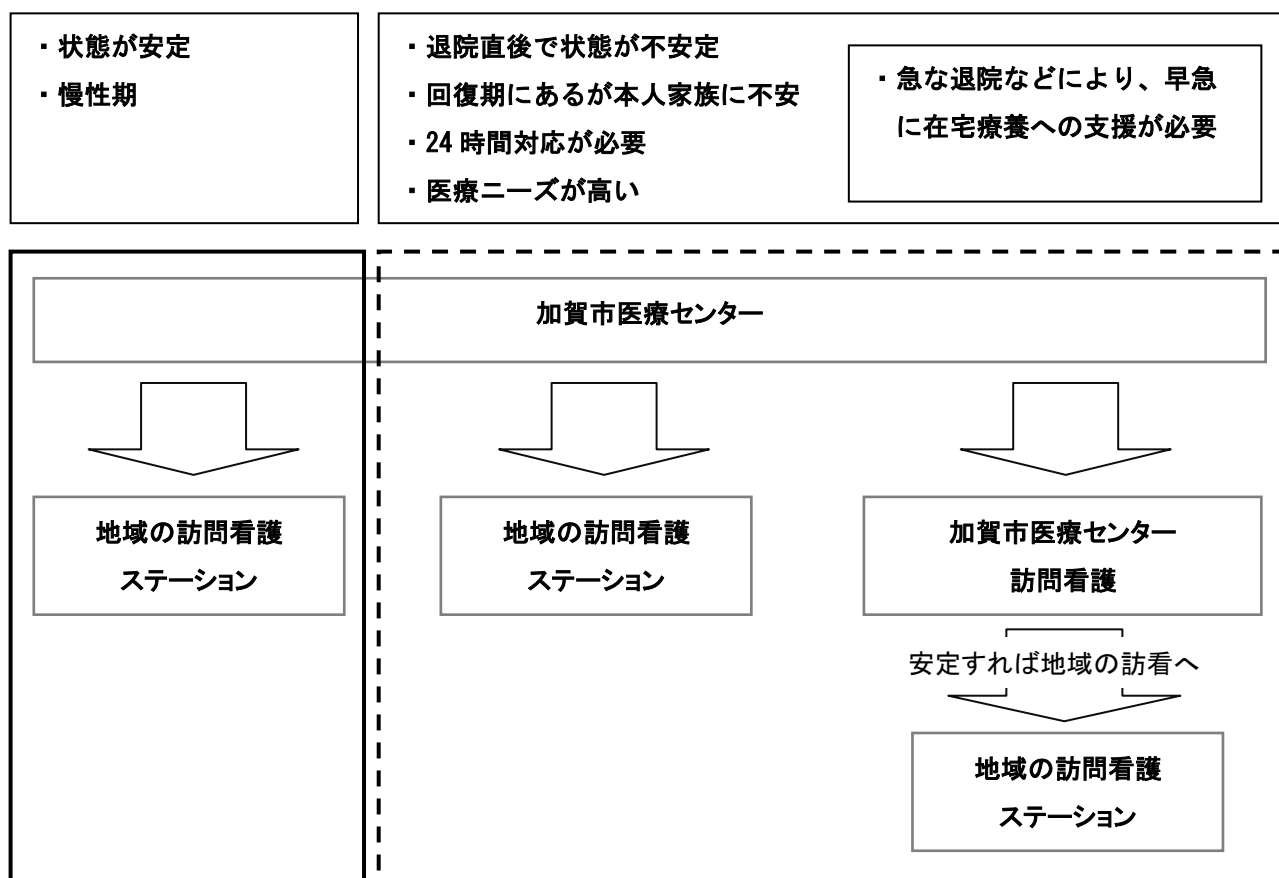 ・状態が安定
・慢性期
・退院直後で状態が不安定
・回復期にあるが本人家族に不安
・24時間対応が必要
・医療ニーズが高い
・急な退院などにより、早急
に在宅療養への支援が必要
加賀市医療センター
地域の訪問看護
ステーション
地域の訪問看護
ステーション
加賀市医療センター
訪問看護
安定すれば地域の訪看へ
地域の訪問看護
ステーション